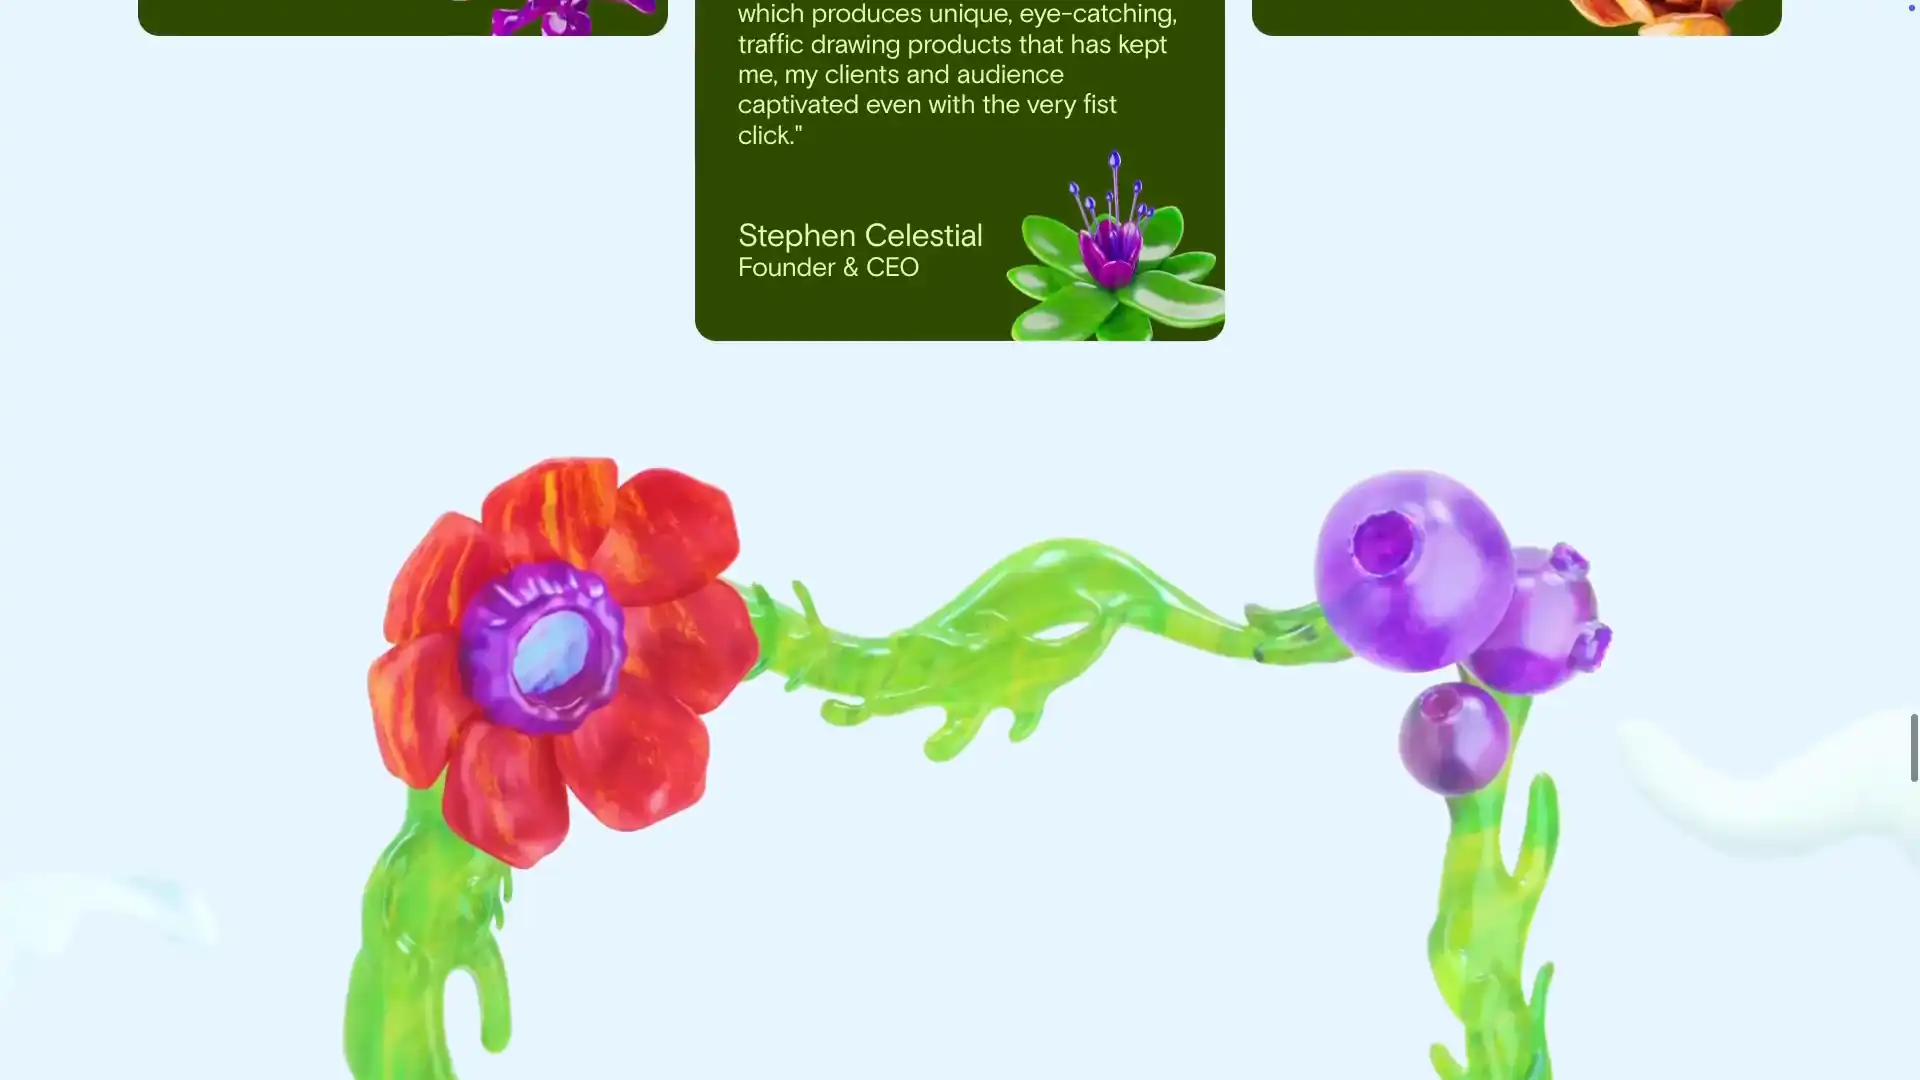 which produces unique, eye-catching,
traffic drawing products that has kept
me, my clients and audience
captivated even with the very fist
click."
Stephen Celestial
Founder & CEO